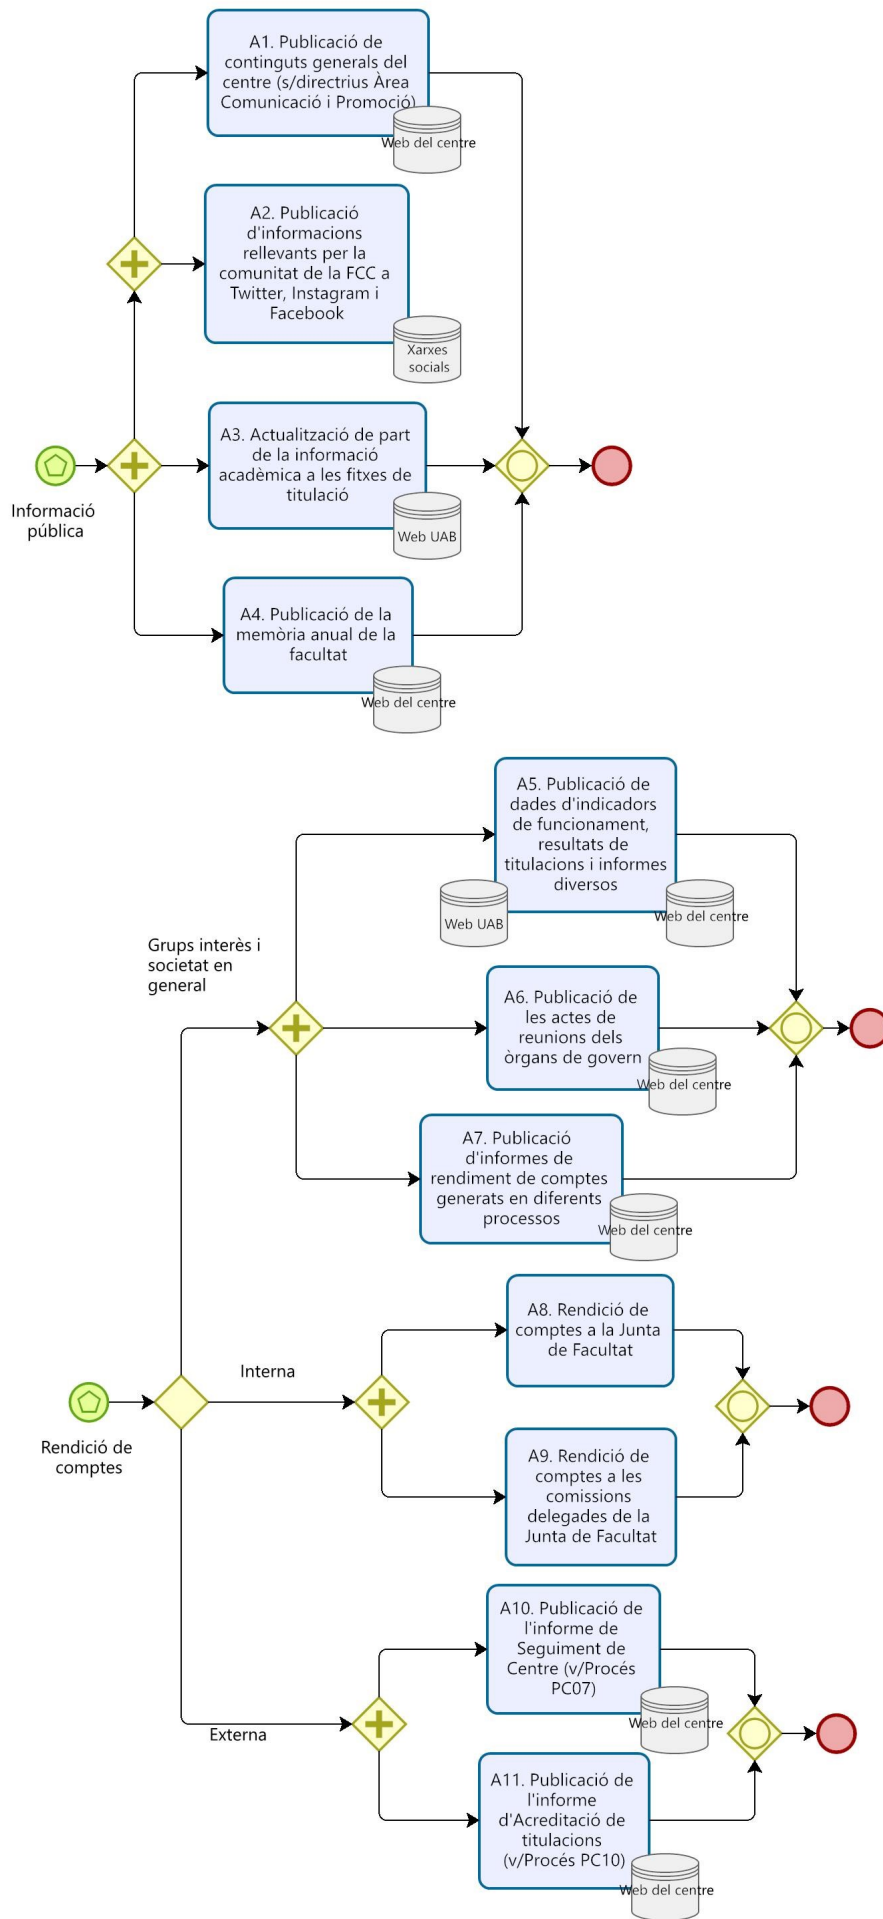 A1. Publicació de
continguts generals del
centre (s/directrius Àrea
Comunicació i Promoció)
Web del centre
A2. Publicació
d'informacions
rellevants per la
comunitat de la FCC a
Twitter, Instagram i
Facebook
Xarxes
socials
A3. Actualització de part
de la informació
acadèmica a les fitxes de
titulació
Web UAB
Informació
pública
A4. Publicació de la
memòria anual de la
facultat
Web del centre
A5. Publicació de
dades d'indicadors
de funcionament,
resultats de
titulacions i informes
diversos
Web UAB
Web del centre
Grups interès i
societat en
general
A6. Publicació de
les actes de
reunions dels
òrgans de govern
Web del centre
A7. Publicació
d'informes de
rendiment de comptes
generats en diferents
processos
Web del centre
A8. Rendició de
comptes a la Junta
de Facultat
Interna
Rendició de
comptes
A9. Rendició de
comptes a les
comissions
delegades de la
Junta de Facultat
A10. Publicació de
l'informe de
Seguiment de
Centre (v/Procés
PC07)
Web del centre
Externa
A11. Publicació de
l'informe
d'Acreditació de
titulacions
(v/Procés PC10)
Web del centre